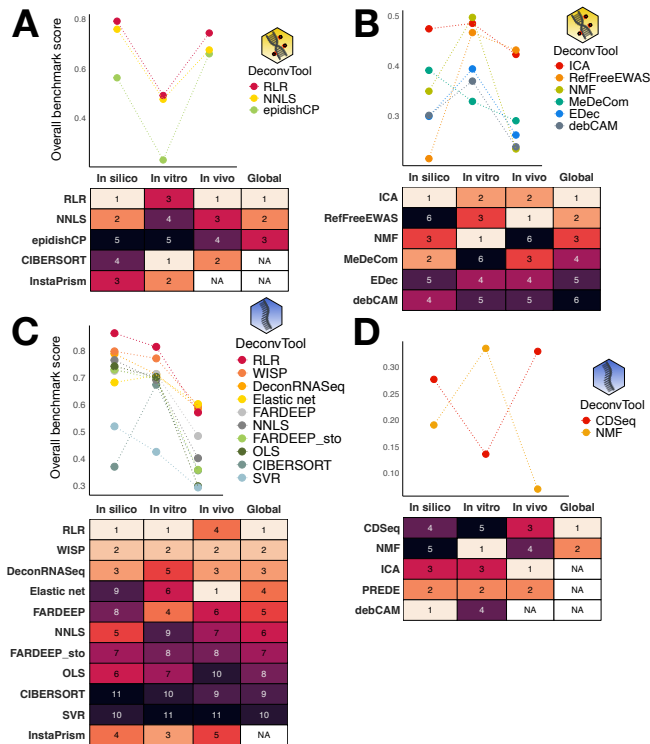 A
Overall benchmark score
0.8
0.6
0.4
DeconvTool
RLR
NNLS
epidishCP
In silico In vitro In vivo Global
RLR 1 3 1 1
NNLS 2 4 3 2
epidishCP 5 5 4 3
CIBERSORT 4 1 2 NA
InstaPrism 3 2 NA NA
B
0.5
0.4
0.3
DeconvTool
ICA
RefFreeEWAS
NMF
MeDeCom
EDec
debCAM
In silico In vitro In vivo Global
ICA 1 2 2 1
RefFreeEWAS 6 3 1 2
NMF 3 1 6 3
MeDeCom 2 6 3 4
EDec 5 4 4 5
debCAM 4 5 5 6
C
Overall benchmark score
0.9
0.8
0.7
0.6
0.5
0.4
0.3
DeconvTool
RLR
WISP
DeconRNASeq
Elastic net
FARDEEP
NNLS
FARDEEP_sto
OLS
CIBERSORT
SVR
In silico In vitro In vivo Global
RLR 1 1 4 1
WISP 2 2 2 2
DeconRNASeq 3 5 3 3
Elastic net 9 6 1 4
FARDEEP 8 4 6 5
NNLS 5 9 7 6
FARDEEP_sto 7 8 8 7
OLS 6 7 10 8
CIBERSORT 11 10 9 9
SVR 10 11 11 10
InstaPrism 4 3 5 NA
D
0.30
0.25
0.20
0.15
0.10
DeconvTool
CDSeq
NMF
In silico In vitro In vivo Global
CDSeq 4 5 3 1
NMF 5 1 4 2
ICA 3 3 1 NA
PREDE 2 2 2 NA
debCAM 1 4 NA NA